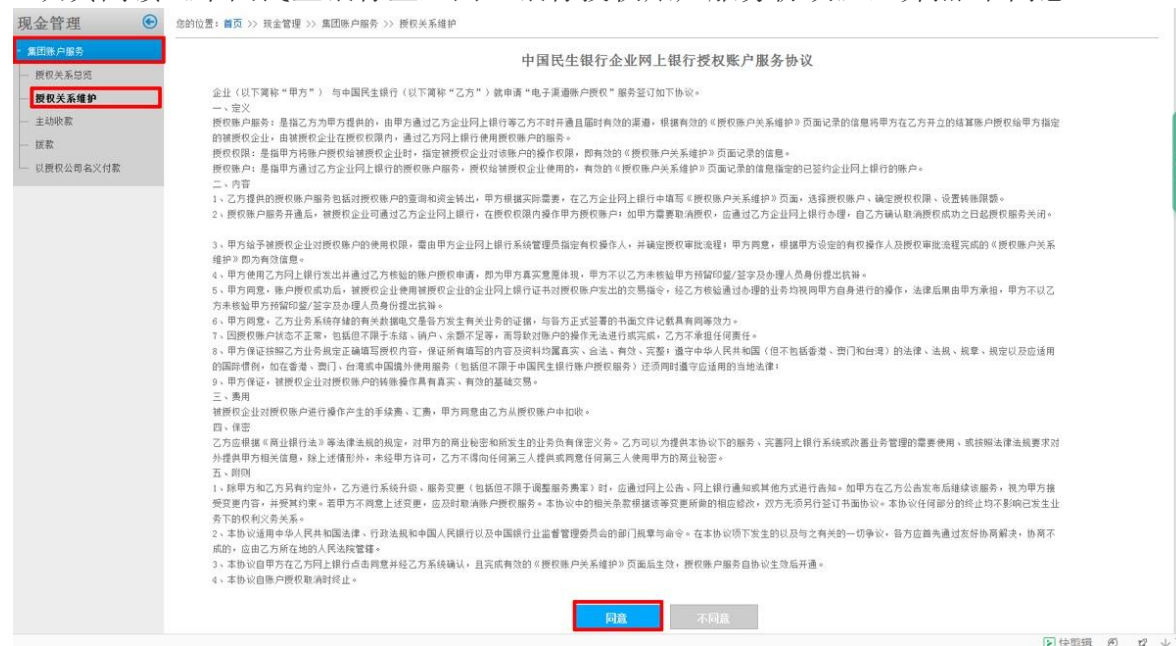 现金管理
您的位置：首页 >> 现金管理 >> 集团账户服务 >> 授权关系维护
集团账户服务
授权关系总览
授权关系维护
主动收款
拨款
以授权公司名义付款
中国民生银行企业网上银行授权账户服务协议
企业（以下简称“甲方”） 与中国民生银行（以下简称“乙方”）就申请“电子渠道账户授权”服务签订如下协议。
一、定义
授权账户服务：是指乙方为甲方提供的，由甲方通过乙方企业网上银行等乙方不时开通且届时有效的渠道，根据有效的《授权账户关系维护》页面记录的信息将甲方在乙方开立的结算账户授权给甲方指定
的被授权企业，由被授权企业在授权权限内，通过乙方网上银行使用授权账户的服务。
授权权限：是指甲方将账户授权给被授权企业时，指定被授权企业对该账户的操作权限，即有效的《授权账户关系维护》页面记录的信息。
授权账户：是指甲方通过乙方企业网上银行的授权账户服务，授权给被授权企业使用的，有效的《授权账户关系维护》页面记录的信息指定的已签约企业网上银行的账户。
二、内容
1、乙方提供的授权账户服务包括对授权账户的查询和资金转出，甲方根据实际需要，在乙方企业网上银行中填写《授权账户关系维护》页面，选择授权账户、确定授权权限、设置转账限额。
2、授权账户服务开通后，被授权企业可通过乙方企业网上银行，在授权权限内操作甲方授权账户；如甲方需要取消授权，应通过乙方企业网上银行办理，自乙方确认取消授权成功之日起授权服务关闭。
3、甲方给予被授权企业对授权账户的使用权限，需由甲方企业网上银行系统管理员指定有权操作人，并确定授权审批流程；甲方同意，根据甲方设定的有权操作人及授权审批流程完成的《授权账户关系
维护》即为有效信息。
4、甲方使用乙方网上银行发出并通过乙方核验的账户授权申请，即为甲方真实意愿体现，甲方不以乙方未核验甲方预留印鉴/签字及办理人员身份提出抗辩。
5、甲方同意，账户授权成功后，被授权企业使用被授权企业的企业网上银行证书对授权账户发出的交易指令，经乙方核验通过办理的业务均视同甲方自身进行的操作，法律后果由甲方承担，甲方不以乙
方未核验甲方预留印鉴/签字及办理人员身份提出抗辩。
6、甲方同意，乙方业务系统存储的有关数据电文是各方发生有关业务的证据，与各方正式签署的书面文件记载具有同等效力。
7、因授权账户状态不正常，包括但不限于冻结、销户、余额不足等，而导致对账户的操作无法进行或完成，乙方不承担任何责任。
8、甲方保证按照乙方业务规定正确填写授权内容，保证所有填写的内容及资料均属真实、合法、有效、完整；遵守中华人民共和国（但不包括香港、澳门和台湾）的法律、法规、规章、规定以及应适用
的国际惯例，如在香港、澳门、台湾或中国境外使用服务（包括但不限于中国民生银行账户授权服务）还须同时遵守应适用的当地法律；
9、甲方保证，被授权企业对授权账户的转账操作具有真实、有效的基础交易。
三、费用
被授权企业对授权账户进行操作产生的手续费、汇费，甲方同意由乙方从授权账户中扣收。
四、保密
乙方应根据《商业银行法》等法律法规的规定，对甲方的商业秘密和所发生的业务负有保密义务。乙方可以为提供本协议下的服务、完善网上银行系统或改善业务管理的需要使用、或按照法律法规要求对
外提供甲方相关信息，除上述情形外，未经甲方许可，乙方不得向任何第三人提供或同意任何第三人使用甲方的商业秘密。
五、附则
1、除甲方和乙方另有约定外，乙方进行系统升级、服务变更（包括但不限于调整服务费率）时，应通过网上公告、网上银行通知或其他方式进行告知。如甲方在乙方公告发布后继续该服务，视为甲方接
受变更内容，并受其约束。若甲方不同意上述变更，应及时取消账户授权服务。本协议中的相关条款根据该等变更所做的相应修改，双方无须另行签订书面协议。本协议任何部分的终止均不影响已发生业
务下的权利义务关系。
2、本协议适用中华人民共和国法律、行政法规和中国人民银行以及中国银行业监督管理委员会的部门规章与命令。在本协议项下发生的以及与之有关的一切争议，各方应首先通过友好协商解决，协商不
成的，应由乙方所在地的人民法院管辖。
3、本协议自甲方在乙方网上银行点击同意并经乙方系统确认，且完成有效的《授权账户关系维护》页面后生效，授权账户服务自协议生效后开通。
4、本协议自账户授权取消时终止。
同意
不同意
快剪辑